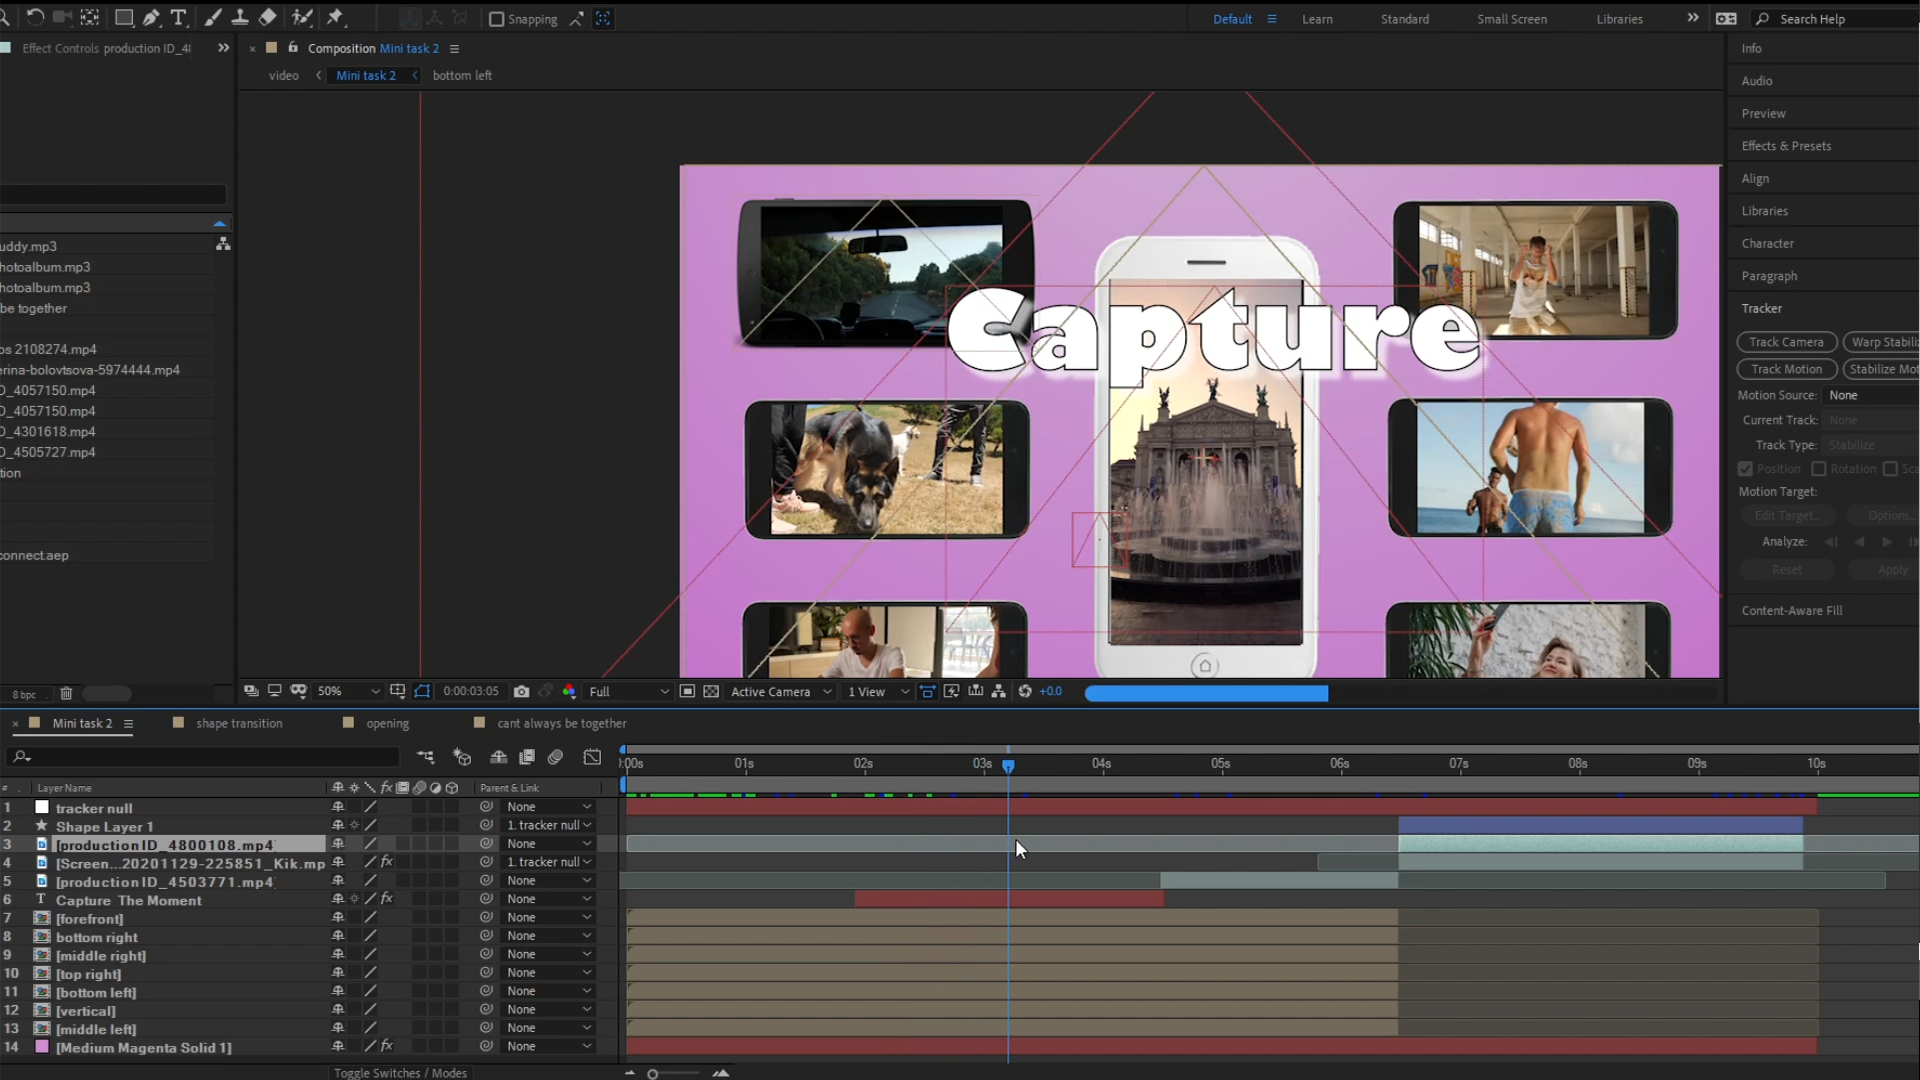 Snapping
Default
Learn
Standard
Small Screen
Libraries
Search Help
Effect Controls production ID_4
Composition Mini task 2
video
Mini task 2
bottom left
Info
Audio
Preview
Effects & Presets
Align
Libraries
Character
Paragraph
Tracker
Track Camera
Warp Stabili
Track Motion
Stabilize Mot
Motion Source: None
Current Track: None
Track Type: Stabilize
Position
Rotation
Sca
Motion Target:
Edit Target...
Options...
Analyze:
Reset
Apply
Content-Aware Fill
uddy.mp3
hotoalbum.mp3
hotoalbum.mp3
be together
os 2108274.mp4
erina-bolovtsova-5974444.mp4
D_4057150.mp4
D_4057150.mp4
D_4301618.mp4
D_4505727.mp4
tion
connect.aep
Capture
8 bpc
50%
0:00:03:05
Full
Active Camera
1 View
+0.0
Mini task 2
shape transition
opening
cant always be together
:00s
01s
02s
03s
04s
05s
06s
07s
08s
09s
10s
# Layer Name
fx
Parent & Link
1 tracker null None
2 Shape Layer 1 1. tracker null
3 [production ID_4800108.mp4] None
4 [Screen...20201129-225851_Kik.mp fx 1. tracker null
5 [production ID_4503771.mp4] None
6 T Capture The Moment fx None
7 [forefront] None
8 bottom right None
9 [middle right] None
10 [top right] None
11 [bottom left] None
12 [vertical] None
13 [middle left] None
14 [Medium Magenta Solid 1] fx None
Toggle Switches / Modes